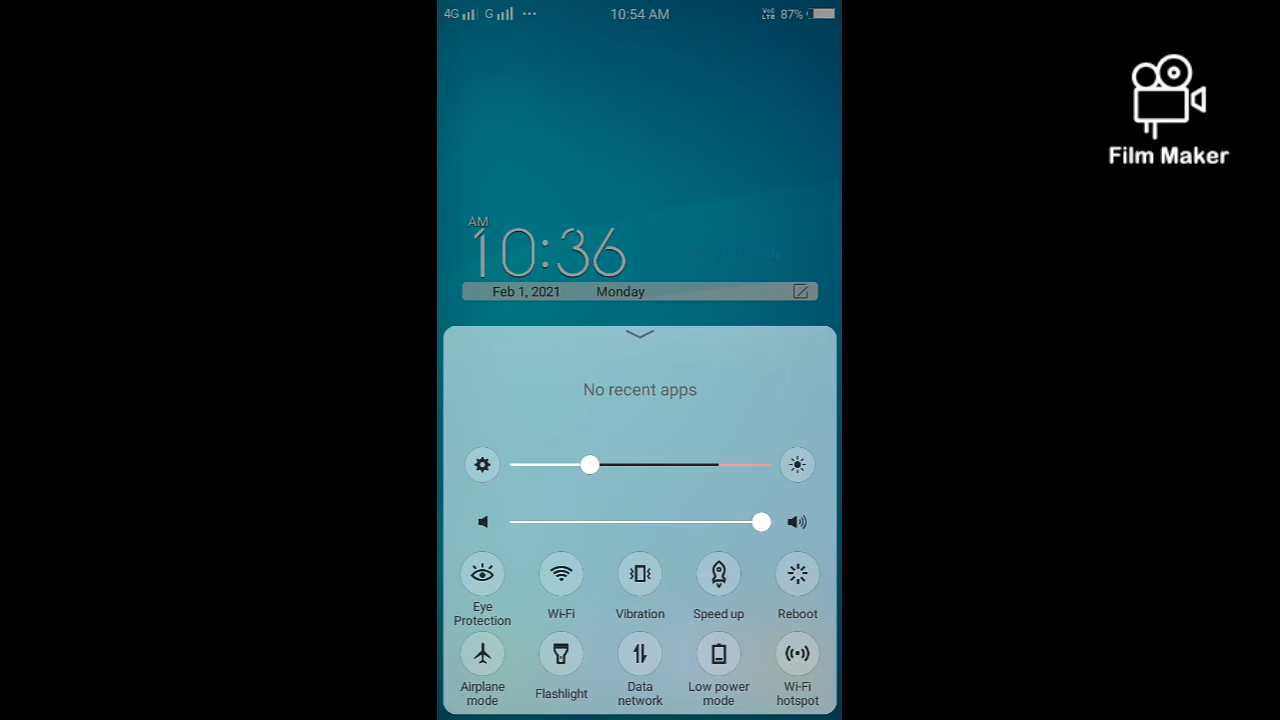 4G G ... 10:54 AM VoLTE 87%
Film Maker
AM
10:36
Feb 1, 2021 Monday
No recent apps
Eye Protection Wi-Fi Vibration Speed up Reboot
Airplane mode Flashlight Data network Low power mode Wi-Fi hotspot